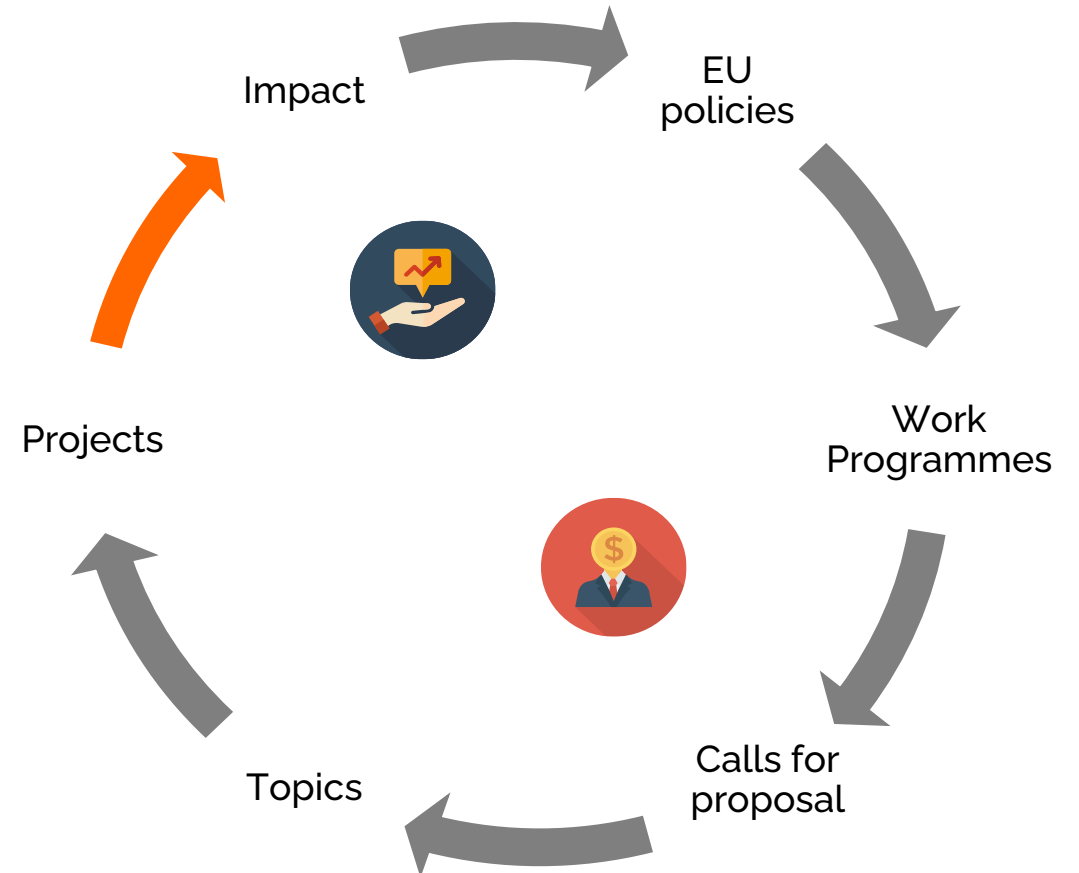 Impact
EU
policies
Work
Programmes
Calls for
proposal
Topics
Projects
$